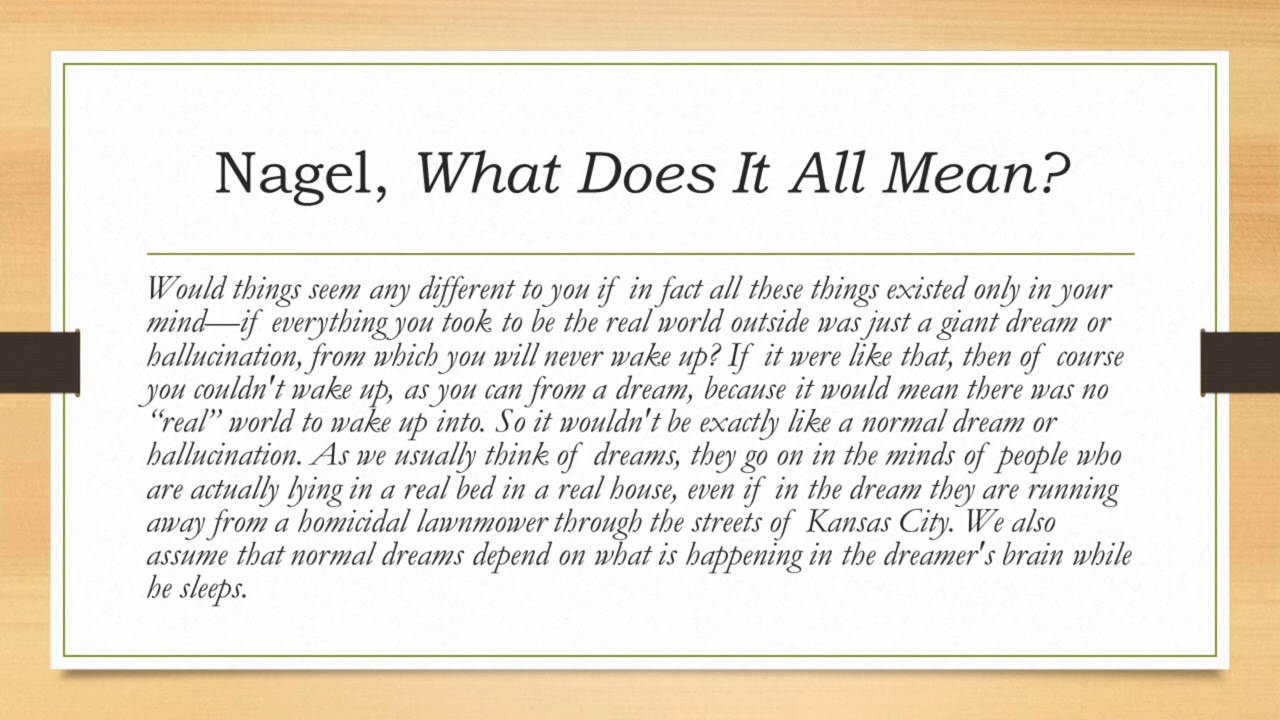 Nagel, What Does It All Mean?
Would things seem any different to you if in fact all these things existed only in your
mind—if everything you took to be the real world outside was just a giant dream or
hallucination, from which you will never wake up? If it were like that, then of course
you couldn't wake up, as you can from a dream, because it would mean there was no
“real” world to wake up into. So it wouldn't be exactly like a normal dream or
hallucination. As we usually think of dreams, they go on in the minds of people who
are actually lying in a real bed in a real house, even if in the dream they are running
away from a homicidal lawnmower through the streets of Kansas City. We also
assume that normal dreams depend on what is happening in the dreamer's brain while
he sleeps.